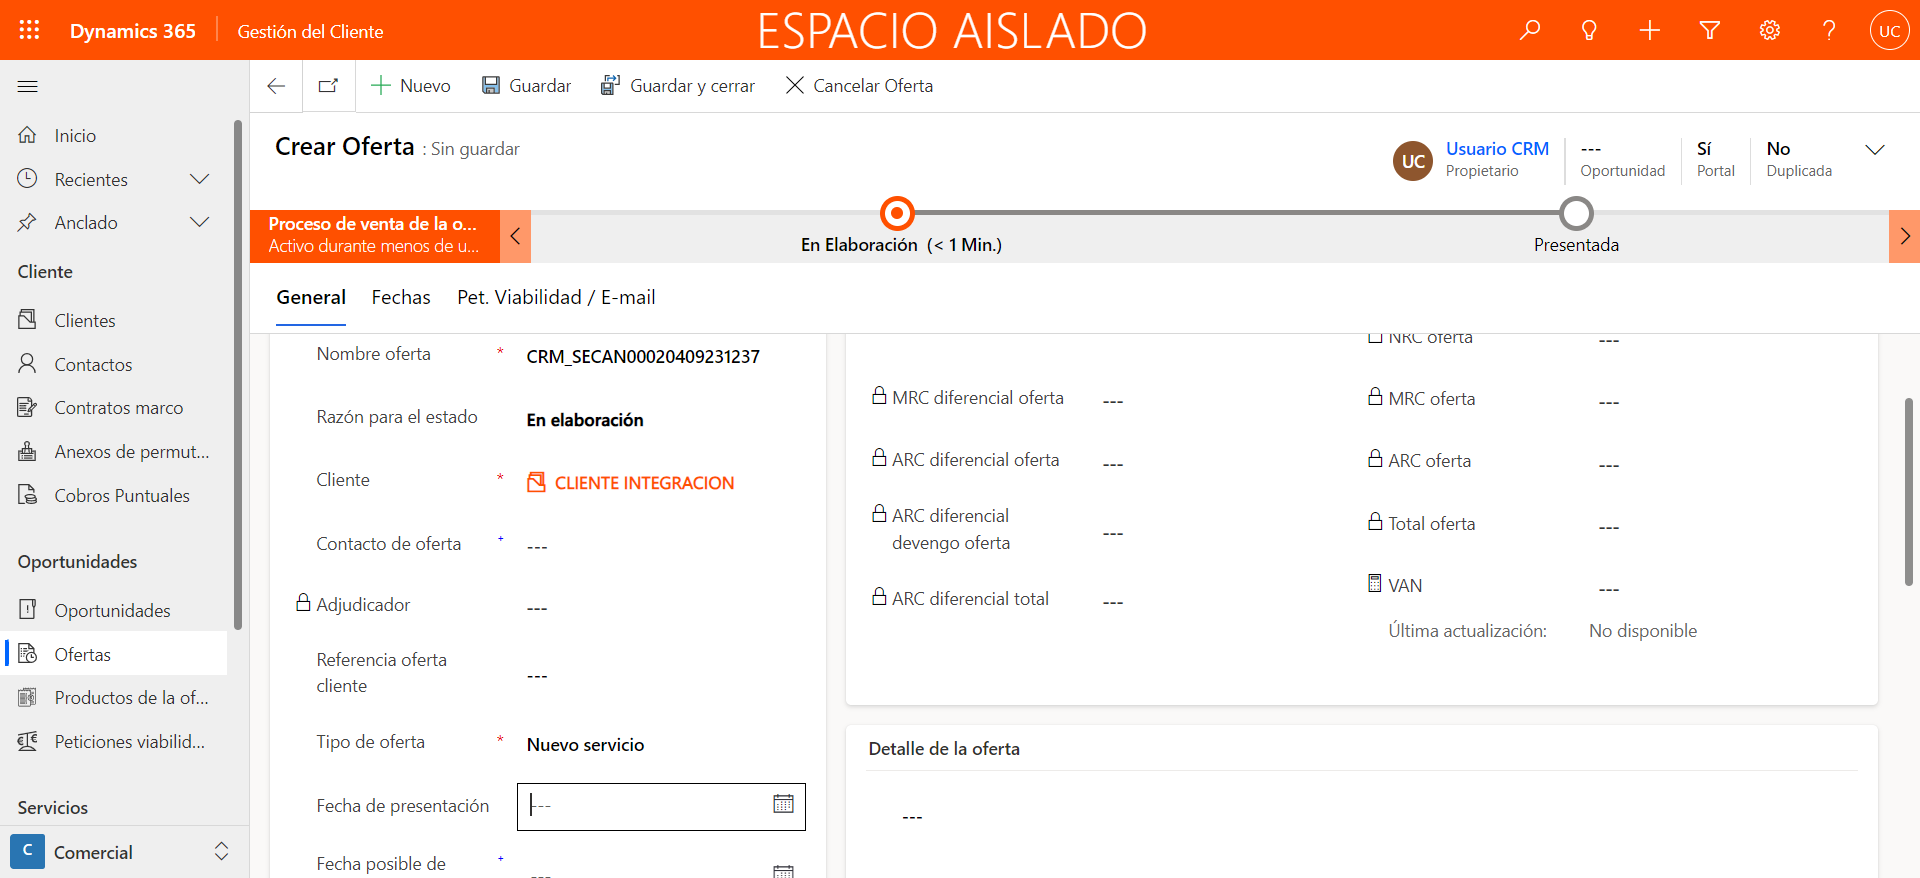 Dynamics 365
Gestión del Cliente
ESPACIO AISLADO
UC
Nuevo
Guardar
Guardar y cerrar
Cancelar Oferta
Inicio
Recientes
Anclado
Cliente
Clientes
Contactos
Contratos marco
Anexos de permut...
Cobros Puntuales
Oportunidades
Oportunidades
Ofertas
Productos de la of...
Peticiones viabilid...
Servicios
C
Comercial
Crear Oferta : Sin guardar
UC
Usuario CRM
Propietario
---
Oportunidad
Sí
Portal
No
Duplicada
Proceso de venta de la o...
Activo durante menos de u...
En Elaboración (< 1 Min.)
Presentada
General
Fechas
Pet. Viabilidad / E-mail
Nombre oferta * CRM_SECAN00020409231237
Razón para el estado En elaboración
Cliente * CLIENTE INTEGRACION
Contacto de oferta + ---
Adjudicador ---
Referencia oferta
cliente ---
Tipo de oferta * Nuevo servicio
Fecha de presentación ---
Fecha posible de + ---
MRC diferencial oferta ---
ARC diferencial oferta ---
ARC diferencial
devengo oferta ---
ARC diferencial total ---
NRC oferta ---
MRC oferta ---
ARC oferta ---
Total oferta ---
VAN ---
Última actualización: No disponible
Detalle de la oferta
---